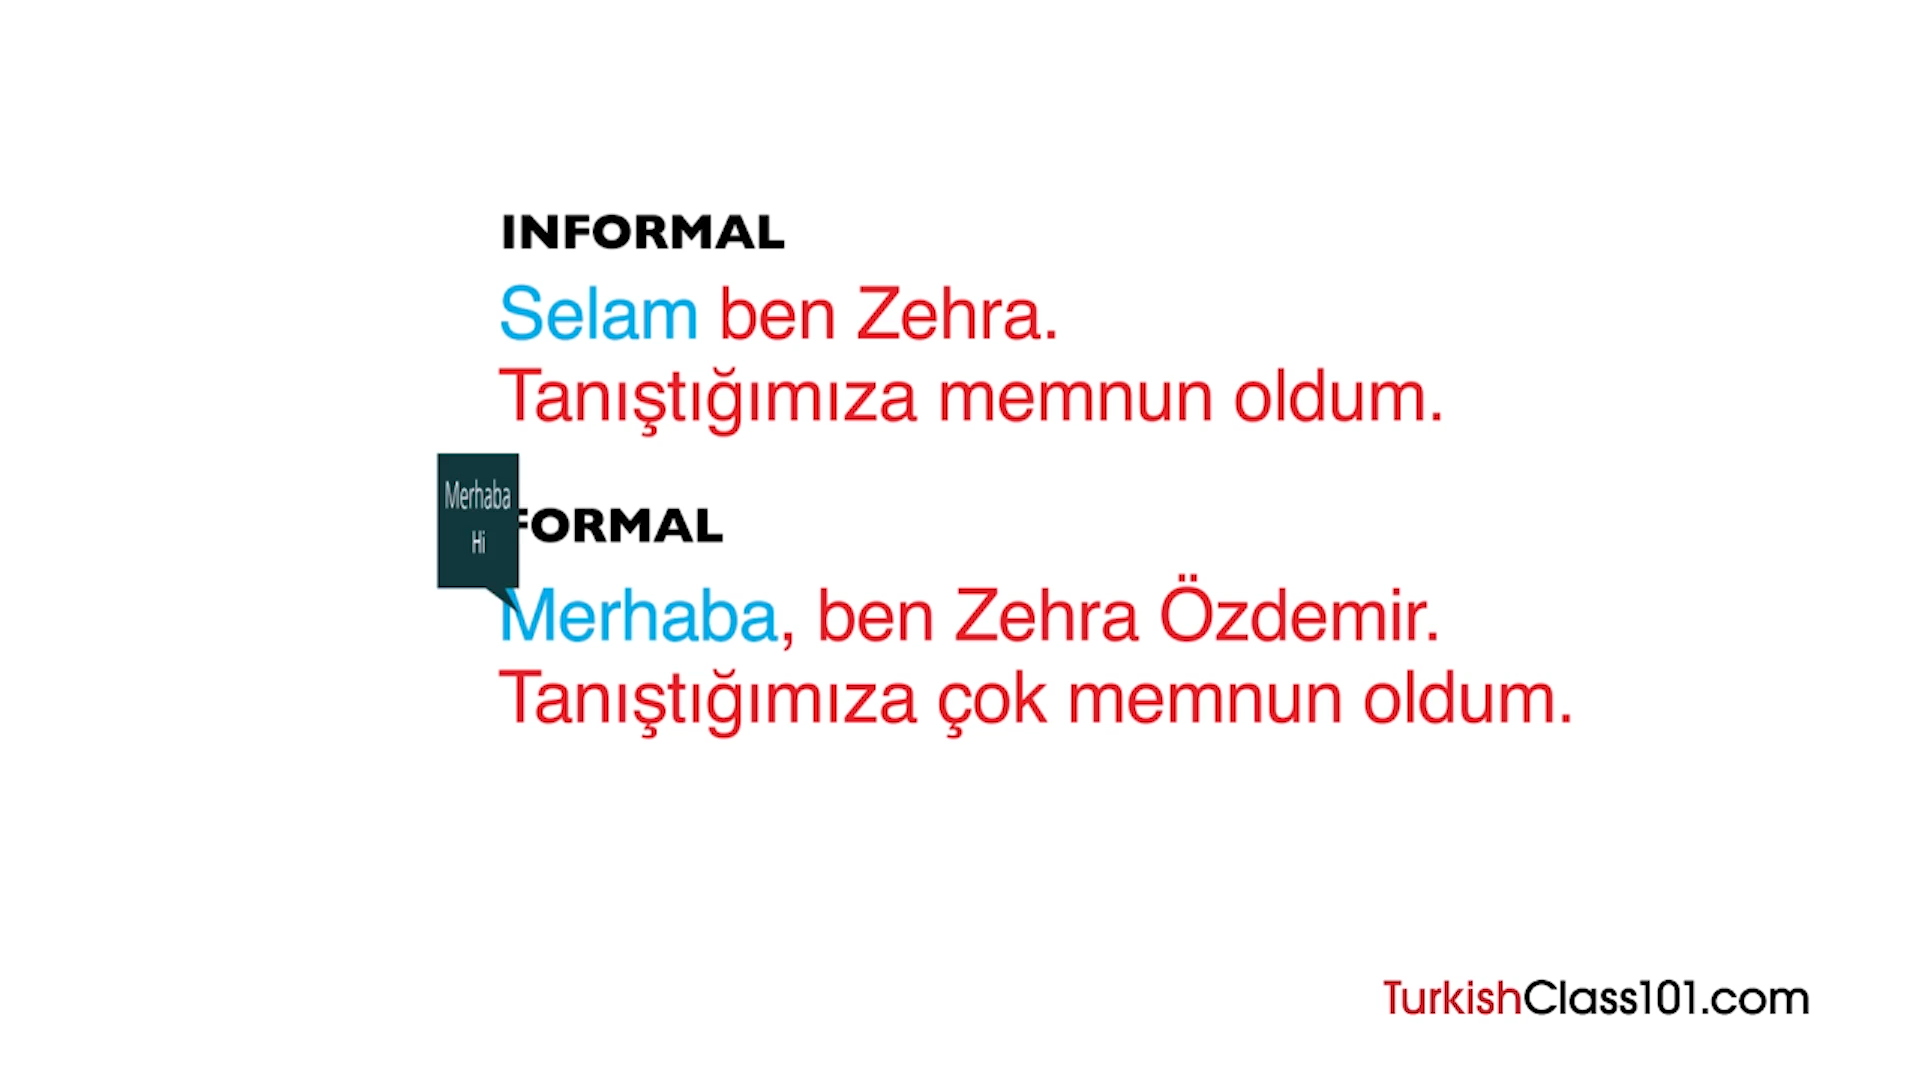 INFORMAL
Selam ben Zehra.
Tanıştığımıza memnun oldum.
Merhaba
Hi
FORMAL
Merhaba, ben Zehra Özdemir.
Tanıştığımıza çok memnun oldum.
TurkishClass101.com